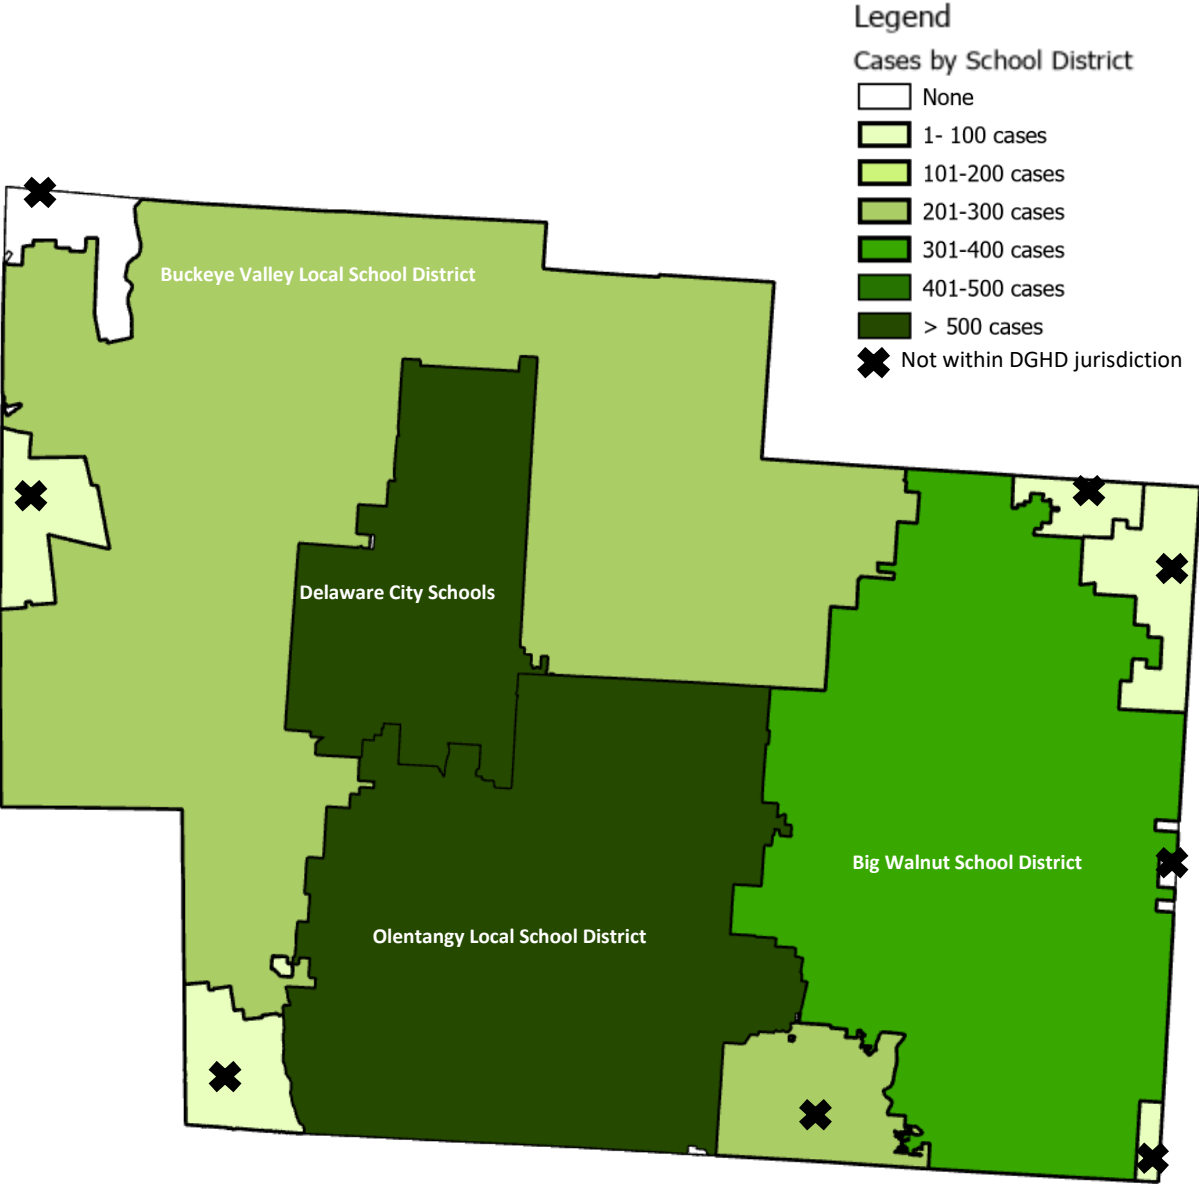 Legend
Cases by School District
None
1- 100 cases
101-200 cases
201-300 cases
301-400 cases
401-500 cases
> 500 cases
Not within DGHD jurisdiction
Buckeye Valley Local School District
Delaware City Schools
Big Walnut School District
Olentangy Local School District